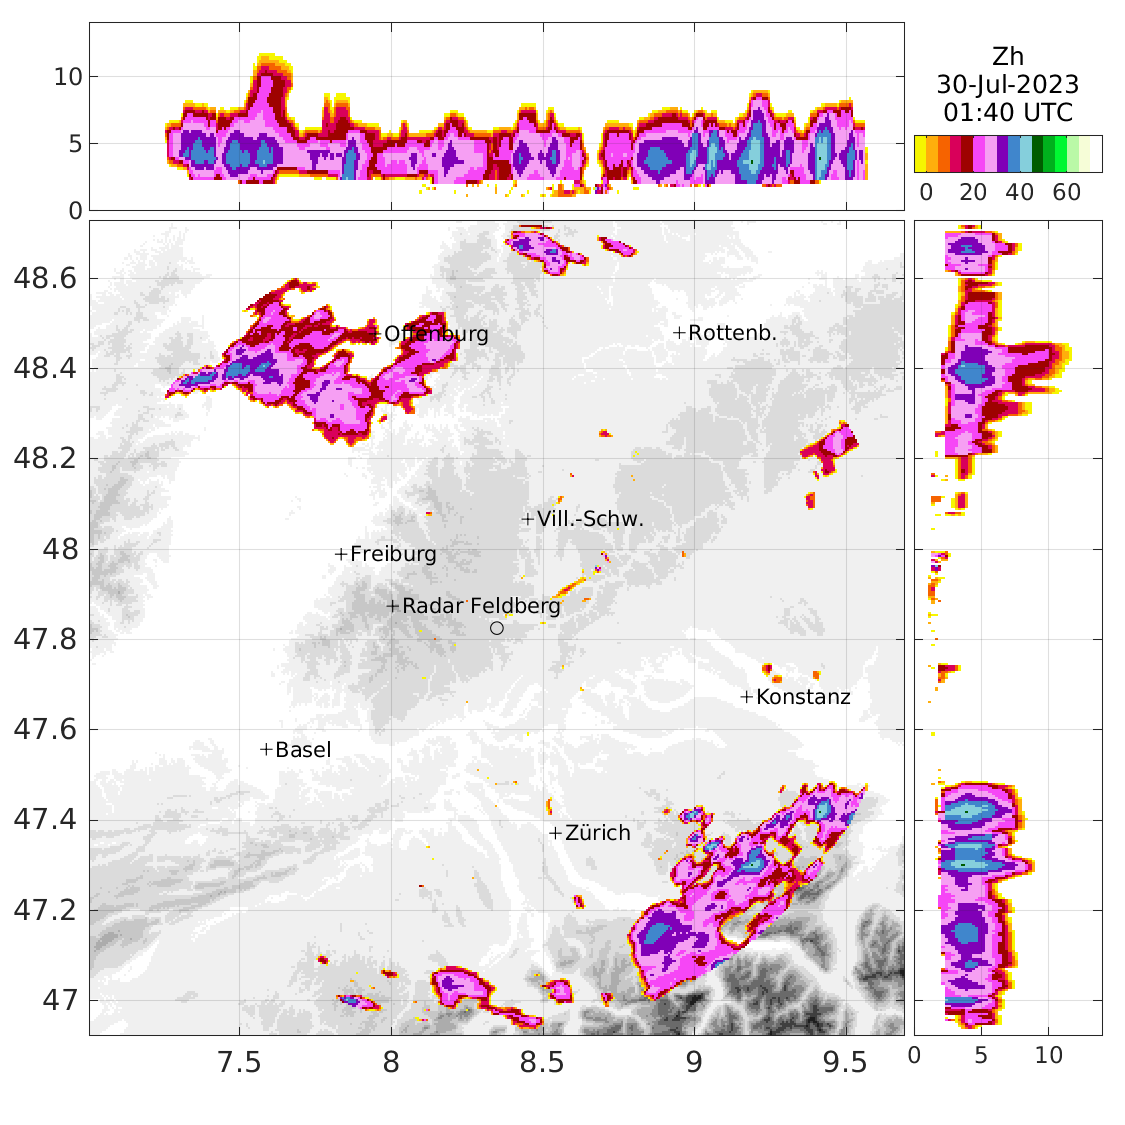 10
5
0
Zh
30-Jul-2023
01:40 UTC
0 20 40 60
48.6
48.4
48.2
48
47.8
47.6
47.4
47.2
47
Offenburg
Rottenb.
Vill.-Schw.
Freiburg
Radar Feldberg
Konstanz
Basel
Zürich
7.5 8 8.5 9 9.5
0 5 10